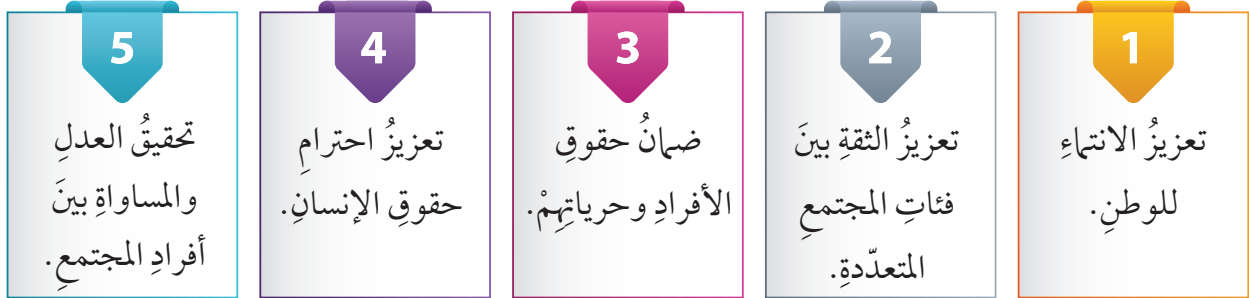 1
تعزيزُ الانتماءِ
للوطنِ.
2
تعزيزُ الثقةِ بينَ
فئاتِ المجتمعِ
المتعدّدةِ.
3
ضمانُ حقوقِ
الأفرادِ وحرياتِهِمْ.
4
تعزيزُ احترامِ
حقوقِ الإنسانِ.
5
تحقيقُ العدلِ
والمساواةِ بينَ
أفرادِ المجتمعِ.